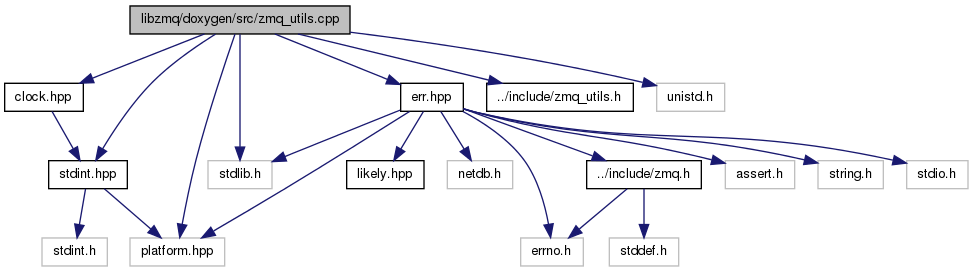 libzmq/doxygen/src/zmq_utils.cpp
clock.hpp
err.hpp
../include/zmq_utils.h
unistd.h
stdint.hpp
stdlib.h
likely.hpp
netdb.h
../include/zmq.h
assert.h
string.h
stdio.h
stdint.h
platform.hpp
errno.h
stddef.h